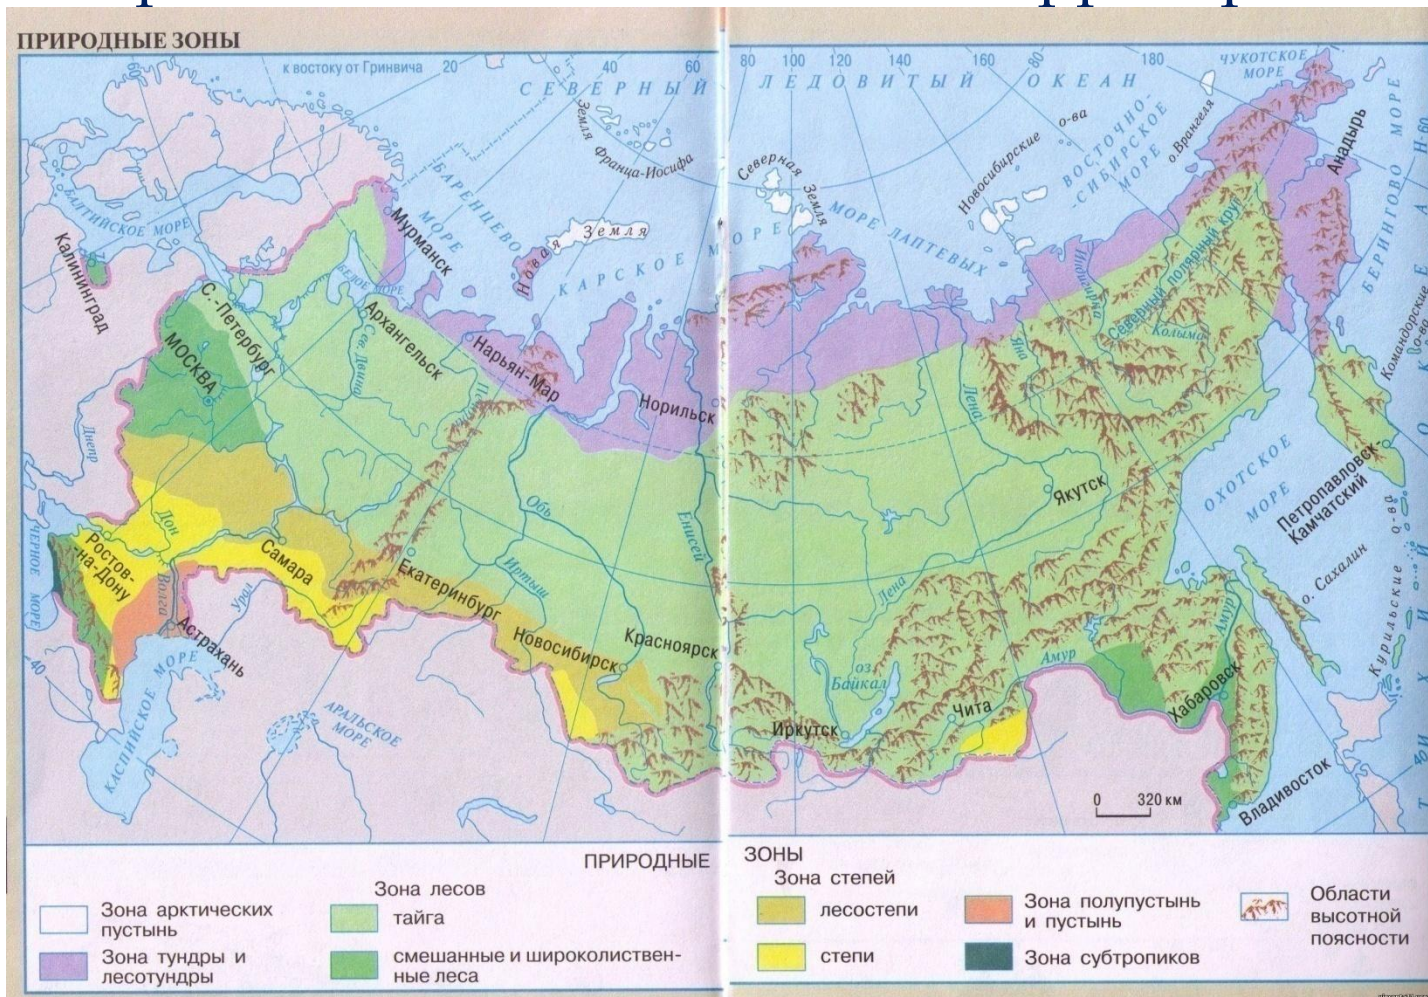 ПРИРОДНЫЕ ЗОНЫ
к востоку от Гринвича
20
40
60
80
100
120
140
160
80
180
СЕВЕРНЫЙ ЛЕДОВИТЫЙ ОКЕАН
ЧУКОТСКОЕ
МОРЕ
БЕРИНГОВО МОРЕ
Анадырь
о.Врангеля
ВОСТОЧНО-
-СИБИРСКОЕ
МОРЕ
Новосибирские о-ва
Северная
Земля
МОРЕ ЛАПТЕВЫХ
Земля
Франца-Иосифа
Новая Земля
КАРСКОЕ МОРЕ
БАРЕНЦЕВО
МОРЕ
БАЛТИЙСКОЕ МОРЕ
БЕЛОЕ МОРЕ
Мурманск
Калининград
С.-Петербург
МОСКВА
Архангельск
Сев. Двина
Нарьян-Мар
Норильск
Днепр
Дон
Волга
Урал
Обь
Иртыш
Енисей
Лена
Лена
Яна
Индигирка
Колыма
Северный полярный круг
Якутск
ОХОТСКОЕ
МОРЕ
Командорские
о-ва
Петропавловск-
Камчатский
Курильские о-ва
о. Сахалин
ЧЕРНОЕ МОРЕ
Ростов-
-на-Дону
Самара
Астрахань
Екатеринбург
Новосибирск
Красноярск
КАСПИЙСКОЕ МОРЕ
АРАЛЬСКОЕ
МОРЕ
40
оз.
Байкал
Иркутск
Чита
Амур
Амур
Хабаровск
Владивосток
40
0 320 км
ПРИРОДНЫЕ ЗОНЫ
Зона арктических
пустынь
Зона тундры и
лесотундры
Зона лесов
тайга
смешанные и широколиствен-
ные леса
Зона степей
лесостепи
степи
Зона полупустынь
и пустынь
Зона субтропиков
Области
высотной
поясности